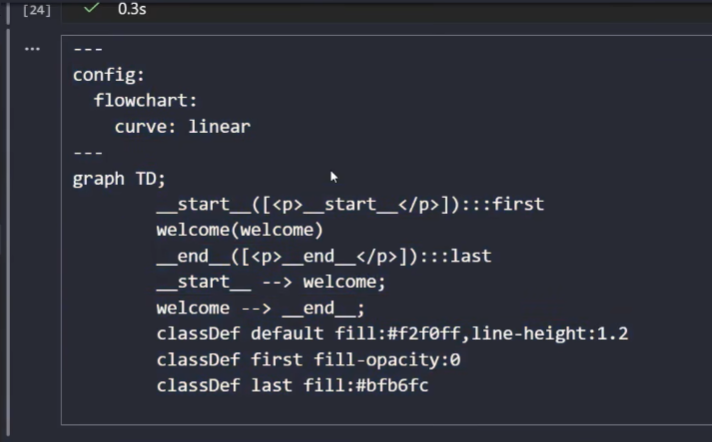 [24] ✓ 0.3s
...
---
config:
  flowchart:
    curve: linear
---
graph TD;
        __start__([<p>__start__</p>]):::first
        welcome(welcome)
        __end__([<p>__end__</p>]):::last
        __start__ --> welcome;
        welcome --> __end__;
        classDef default fill:#f2f0ff,line-height:1.2
        classDef first fill-opacity:0
        classDef last fill:#bfb6fc